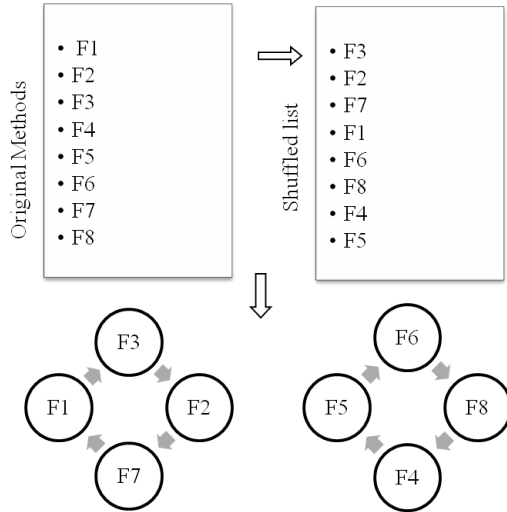 Original Methods
• F1
• F2
• F3
• F4
• F5
• F6
• F7
• F8
Shuffled list
• F3
• F2
• F7
• F1
• F6
• F8
• F4
• F5
F3
F1
F2
F7
F6
F5
F8
F4